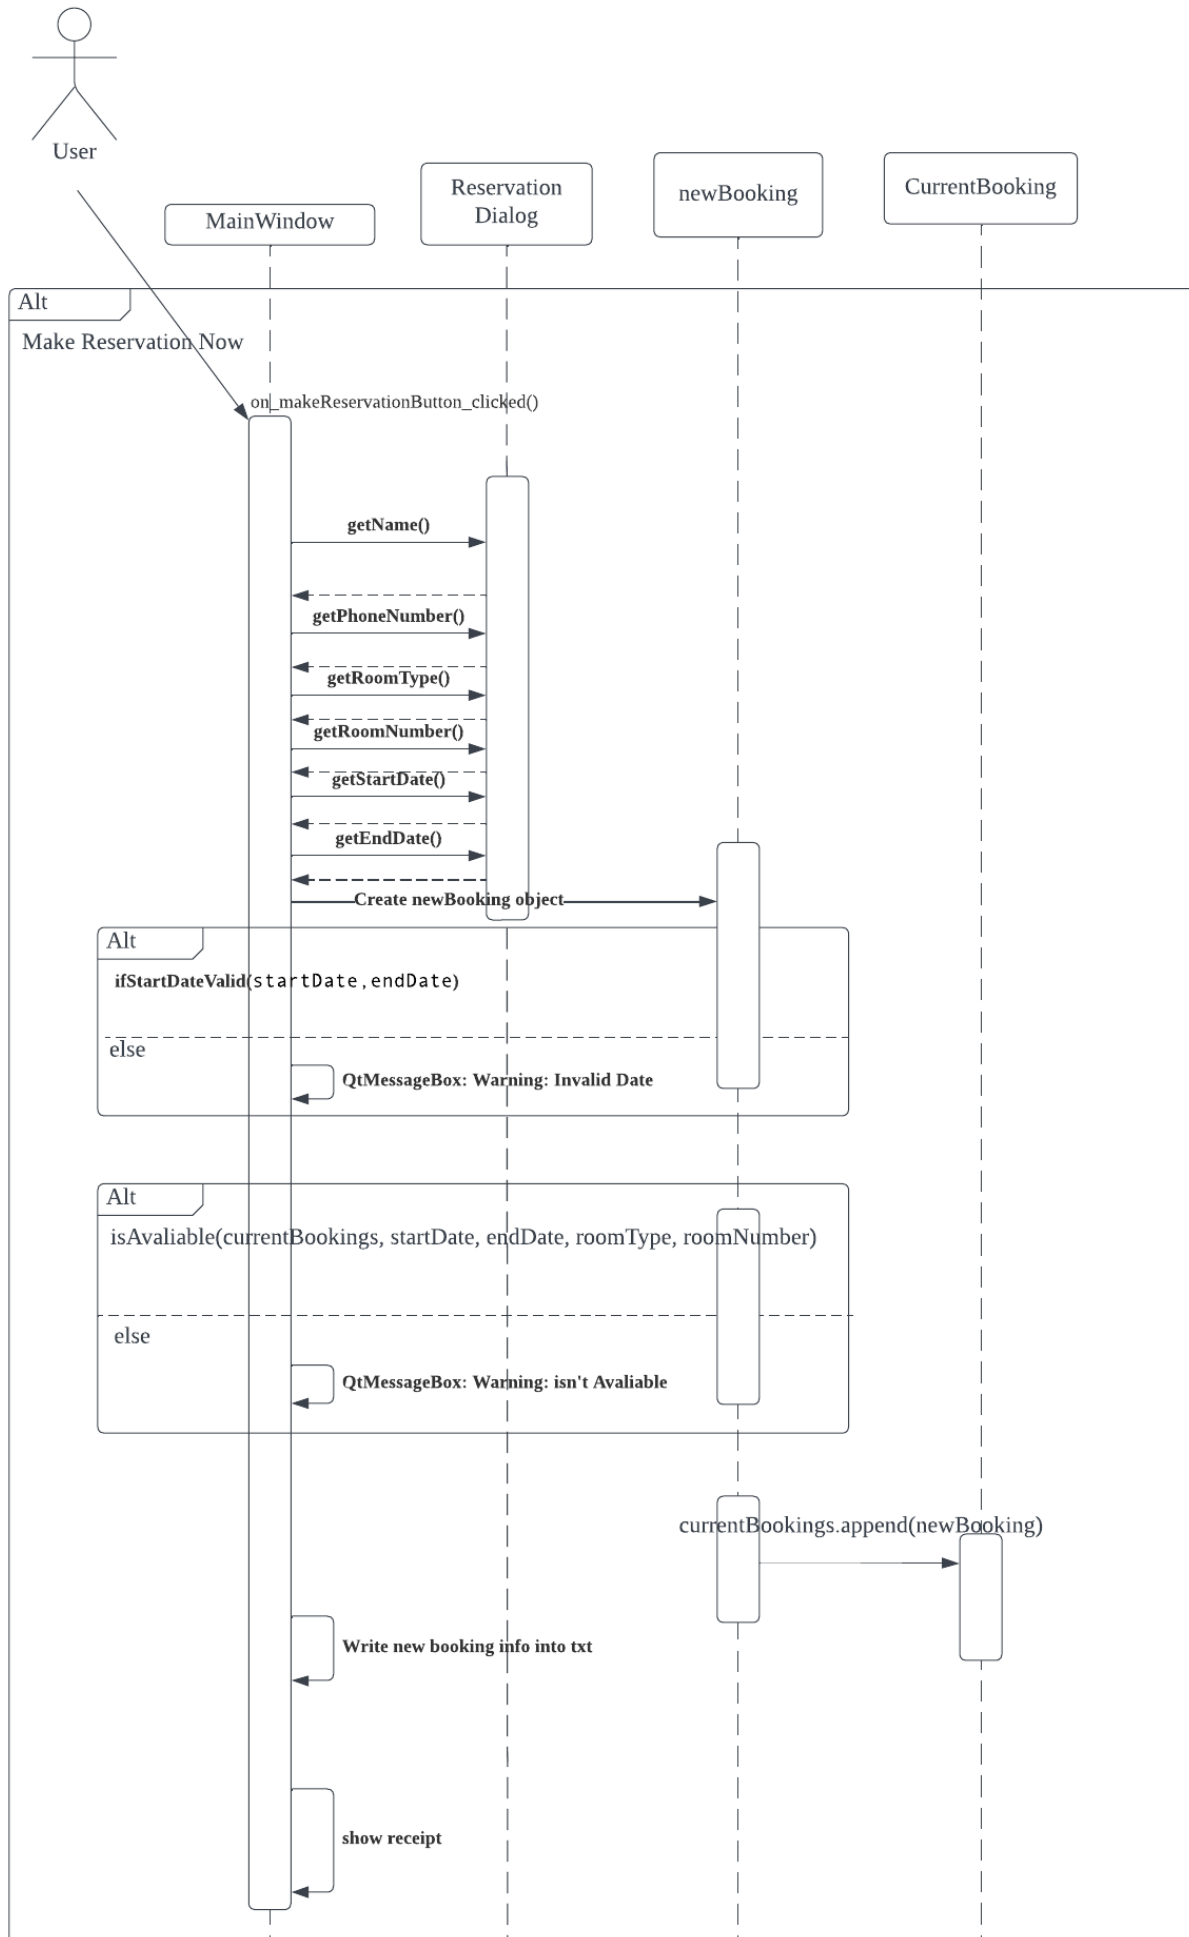 User
Reservation
Dialog
newBooking
CurrentBooking
MainWindow
Alt
Make Reservation Now
on_makeReservationButton_clicked()
getName()
getPhoneNumber()
getRoomType()
getRoomNumber()
getStartDate()
getEndDate()
Create newBooking object
Alt
ifStartDateValid(startDate,endDate)
else
QtMessageBox: Warning: Invalid Date
Alt
isAvaliable(currentBookings, startDate, endDate, roomType, roomNumber)
else
QtMessageBox: Warning: isn't Avaliable
currentBookings.append(newBooking)
Write new booking info into txt
show receipt